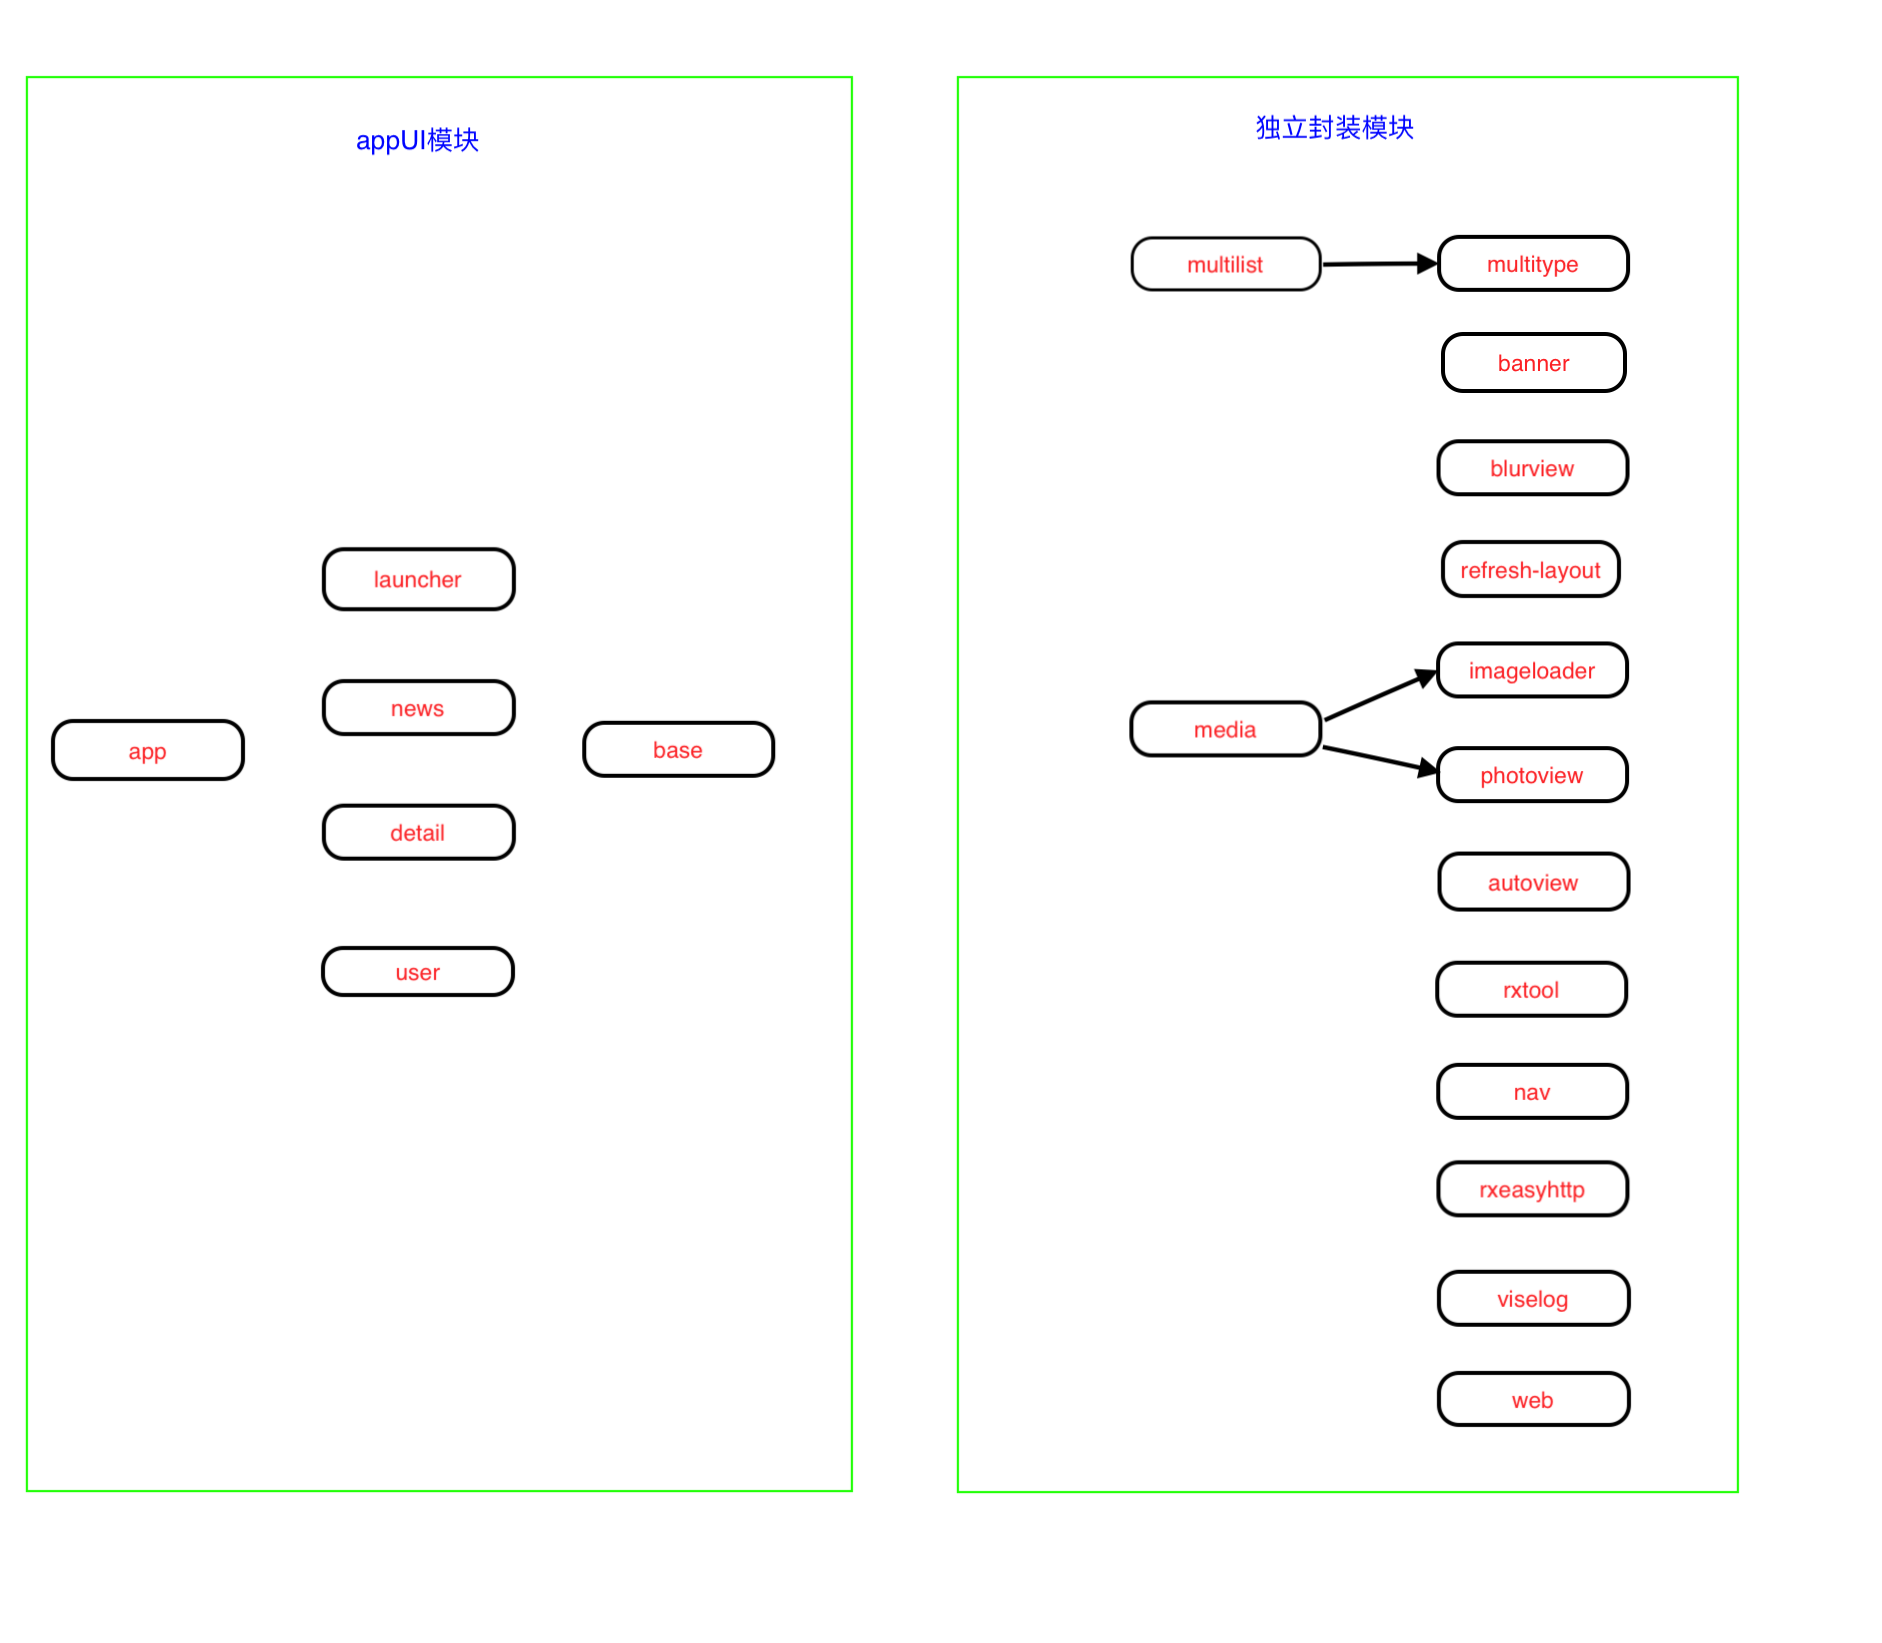 appUI模块
launcher
news
app
base
detail
user
独立封装模块
multilist
multitype
banner
blurview
refresh-layout
imageloader
media
photoview
autoview
rxtool
nav
rxeasyhttp
viselog
web